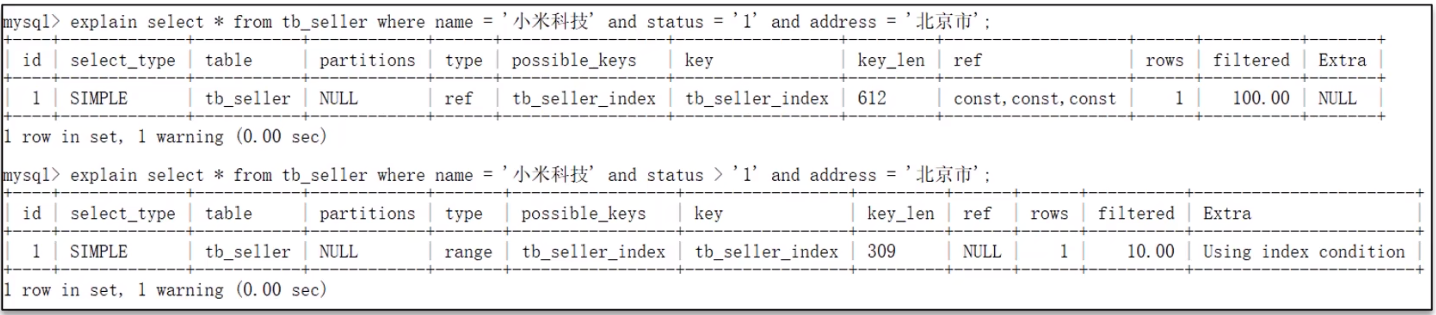 mysql> explain select * from tb_seller where name = '小米科技' and status = '1' and address = '北京市';
+----+-------------+-----------+------------+------+-----------------+-----------------+---------+-------------------+------+----------+-------+
| id | select_type | table | partitions | type | possible_keys | key | key_len | ref | rows | filtered | Extra |
| 1 | SIMPLE | tb_seller | NULL | ref | tb_seller_index | tb_seller_index | 612 | const,const,const | 1 | 100.00 | NULL |
1 row in set, 1 warning (0.00 sec)
mysql> explain select * from tb_seller where name = '小米科技' and status > '1' and address = '北京市';
| id | select_type | table | partitions | type | possible_keys | key | key_len | ref | rows | filtered | Extra |
| 1 | SIMPLE | tb_seller | NULL | range | tb_seller_index | tb_seller_index | 309 | NULL | 1 | 10.00 | Using index condition |
1 row in set, 1 warning (0.00 sec)